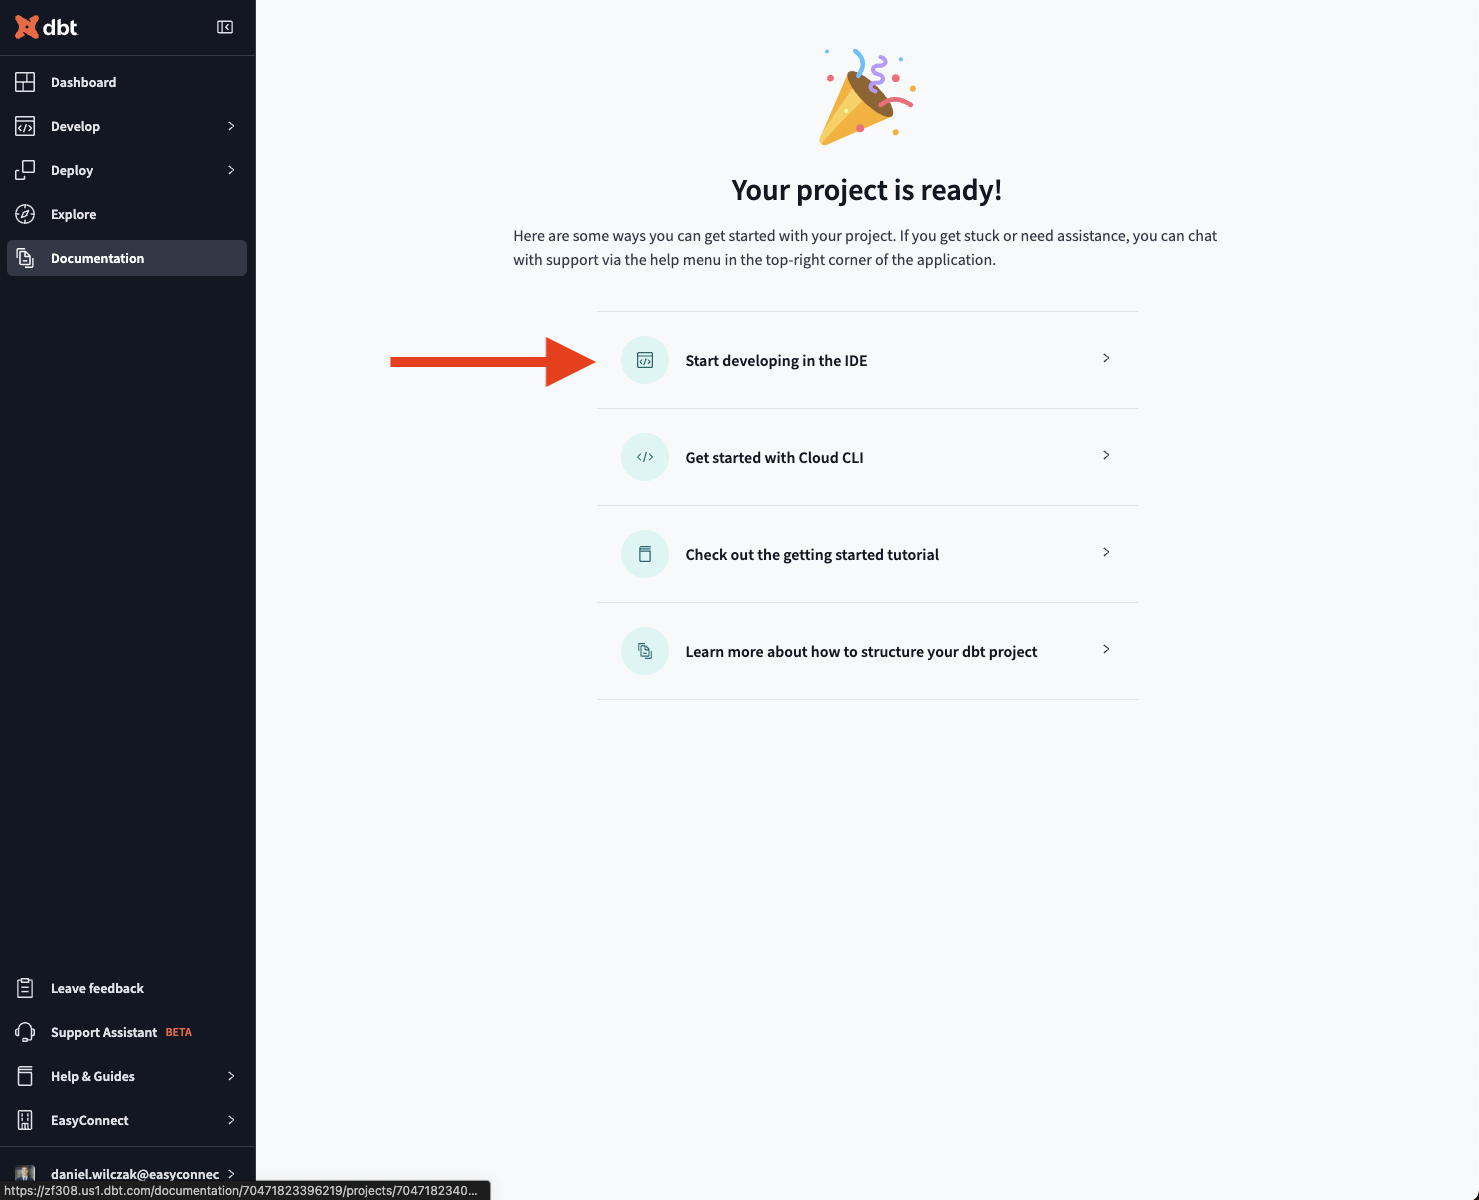 dbt
Dashboard
Develop
Deploy
Explore
Documentation
Your project is ready!
Here are some ways you can get started with your project. If you get stuck or need assistance, you can chat
with support via the help menu in the top-right corner of the application.
Start developing in the IDE
Get started with Cloud CLI
Check out the getting started tutorial
Learn more about how to structure your dbt project
Leave feedback
Support Assistant BETA
Help & Guides
EasyConnect
daniel.wilczak@easyconnec
https://zf308.us1.dbt.com/documentation/70471823396219/projects/7047182340...